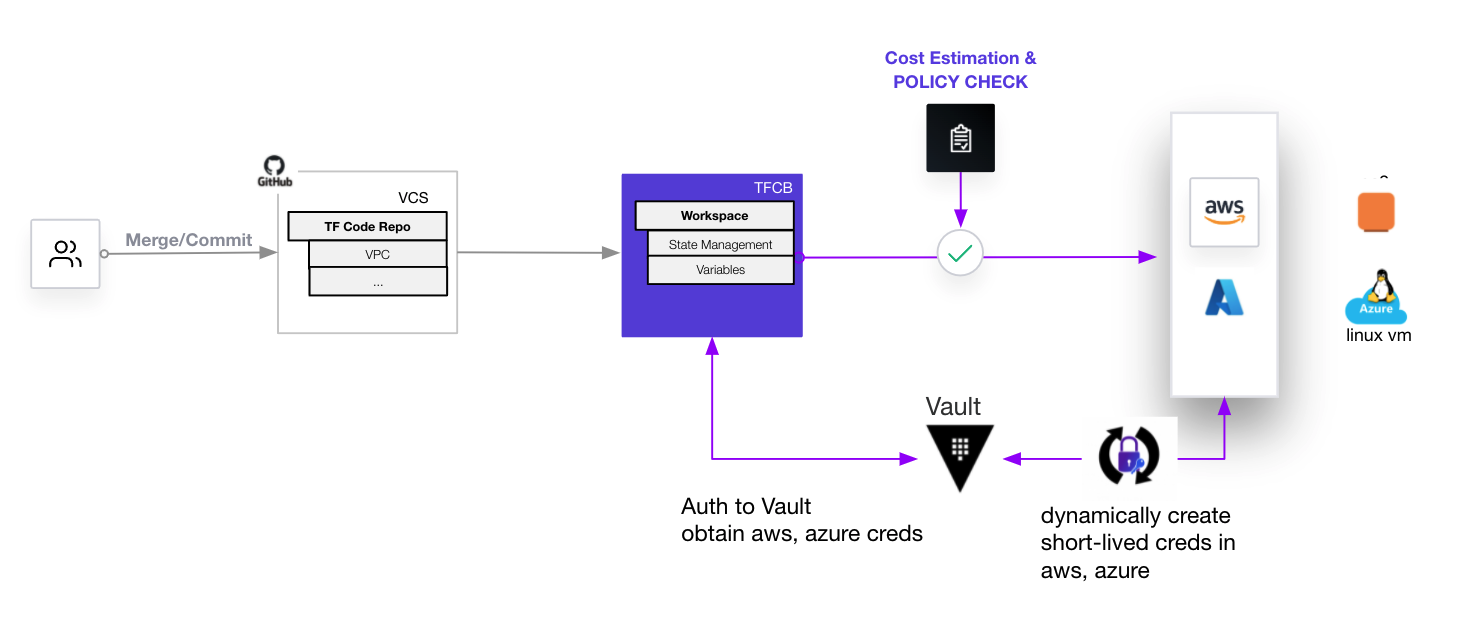 Cost Estimation &
POLICY CHECK
GitHub
VCS
TF Code Repo
VPC
...
Merge/Commit
TFCB
Workspace
State Management
Variables
aws
Azure
linux vm
Vault
Auth to Vault
obtain aws, azure creds
dynamically create
short-lived creds in
aws, azure